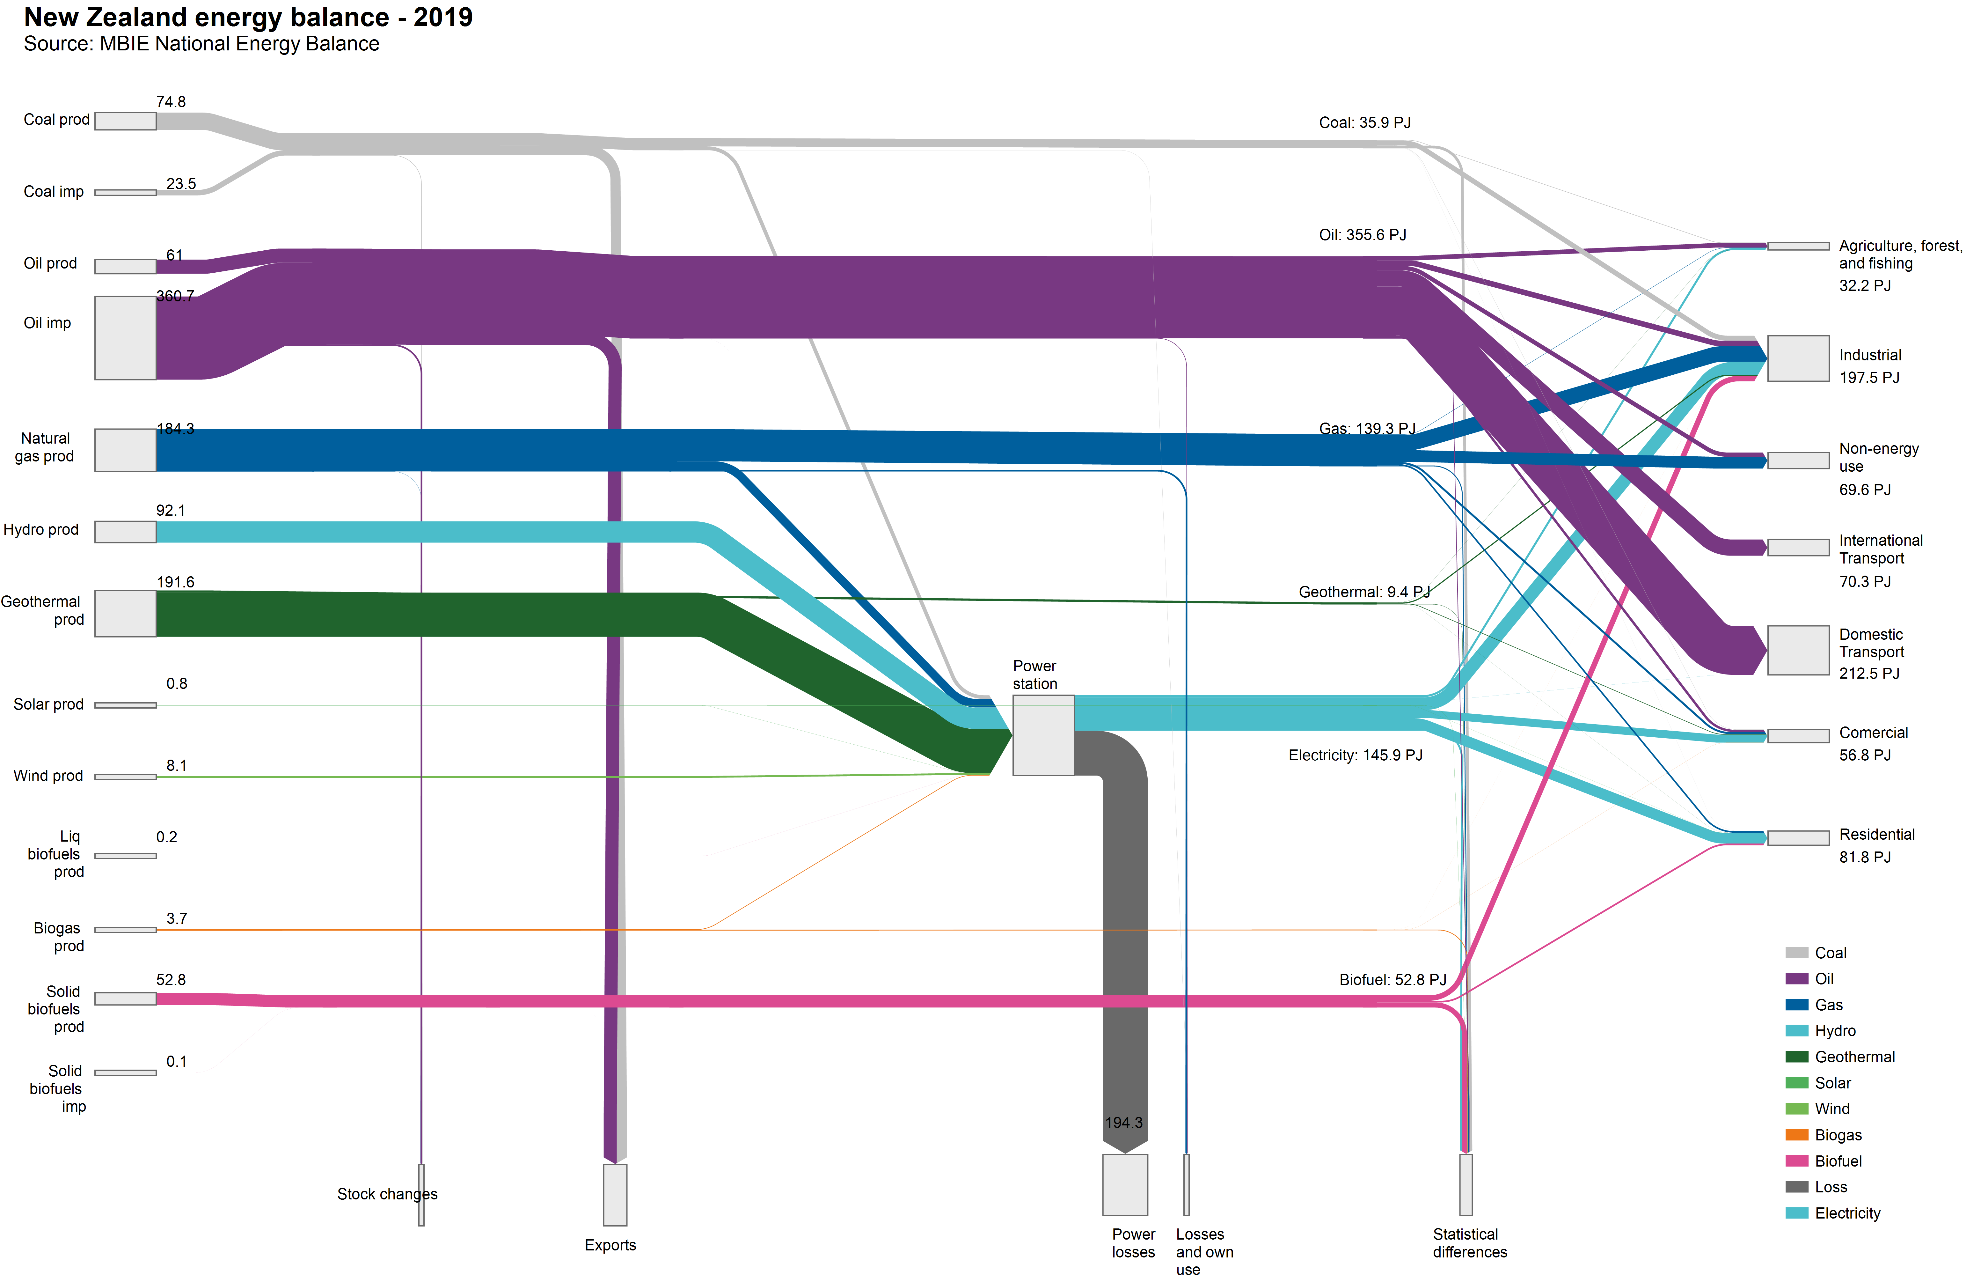 New Zealand energy balance - 2019
Source: MBIE National Energy Balance
74.8
Coal prod
Coal: 35.9 PJ
23.5
Coal imp
Oil: 355.6 PJ
61
Oil prod
360.7
Oil imp
Agriculture, forest,
and fishing
32.2 PJ
Industrial
197.5 PJ
184.3
Natural
gas prod
Gas: 139.3 PJ
Non-energy
use
69.6 PJ
92.1
Hydro prod
International
Transport
70.3 PJ
191.6
Geothermal
prod
Geothermal: 9.4 PJ
Domestic
Transport
212.5 PJ
Power
station
0.8
Solar prod
Comercial
56.8 PJ
Electricity: 145.9 PJ
8.1
Wind prod
0.2
Liq
biofuels
prod
Residential
81.8 PJ
3.7
Biogas
prod
52.8
Solid
biofuels
prod
Biofuel: 52.8 PJ
0.1
Solid
biofuels
imp
194.3
Coal
Oil
Gas
Hydro
Geothermal
Solar
Wind
Biogas
Biofuel
Loss
Electricity
Stock changes
Exports
Power
losses
Losses
and own
use
Statistical
differences